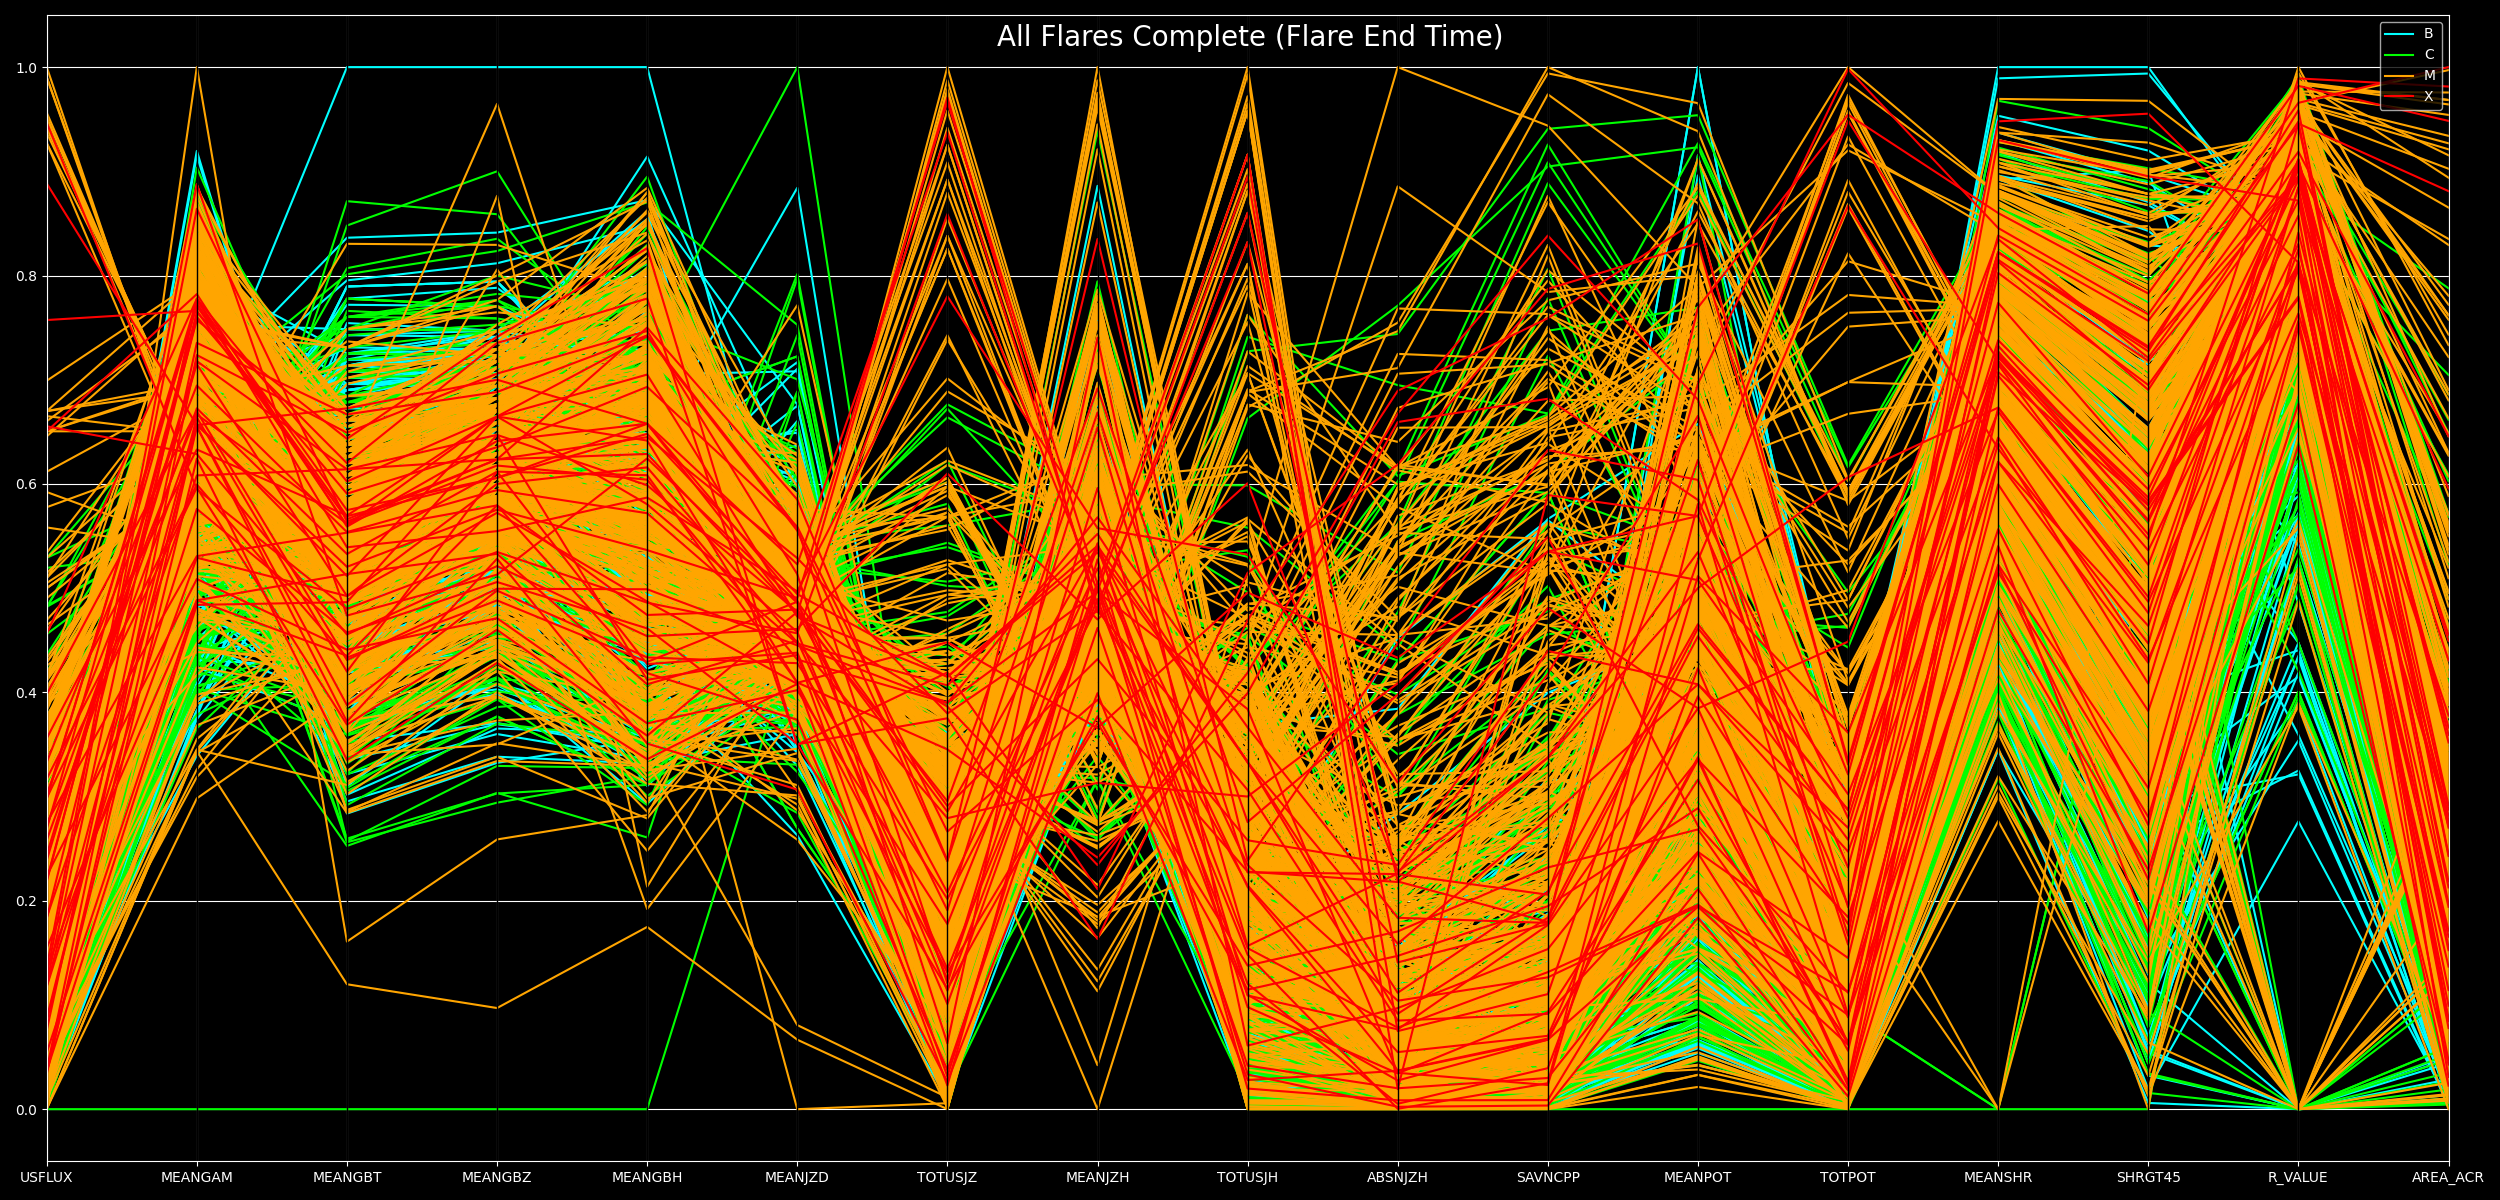 All Flares Complete (Flare End Time)
B
C
M
X
1.0
0.8
0.6
0.4
0.2
0.0
USFLUX MEANGAM MEANGBT MEANGBZ MEANGBH MEANJZD TOTUSJZ MEANJZH TOTUSJH ABSNJZH SAVNCPP MEANPOT TOTPOT MEANSHR SHRGT45 R_VALUE AREA_ACR